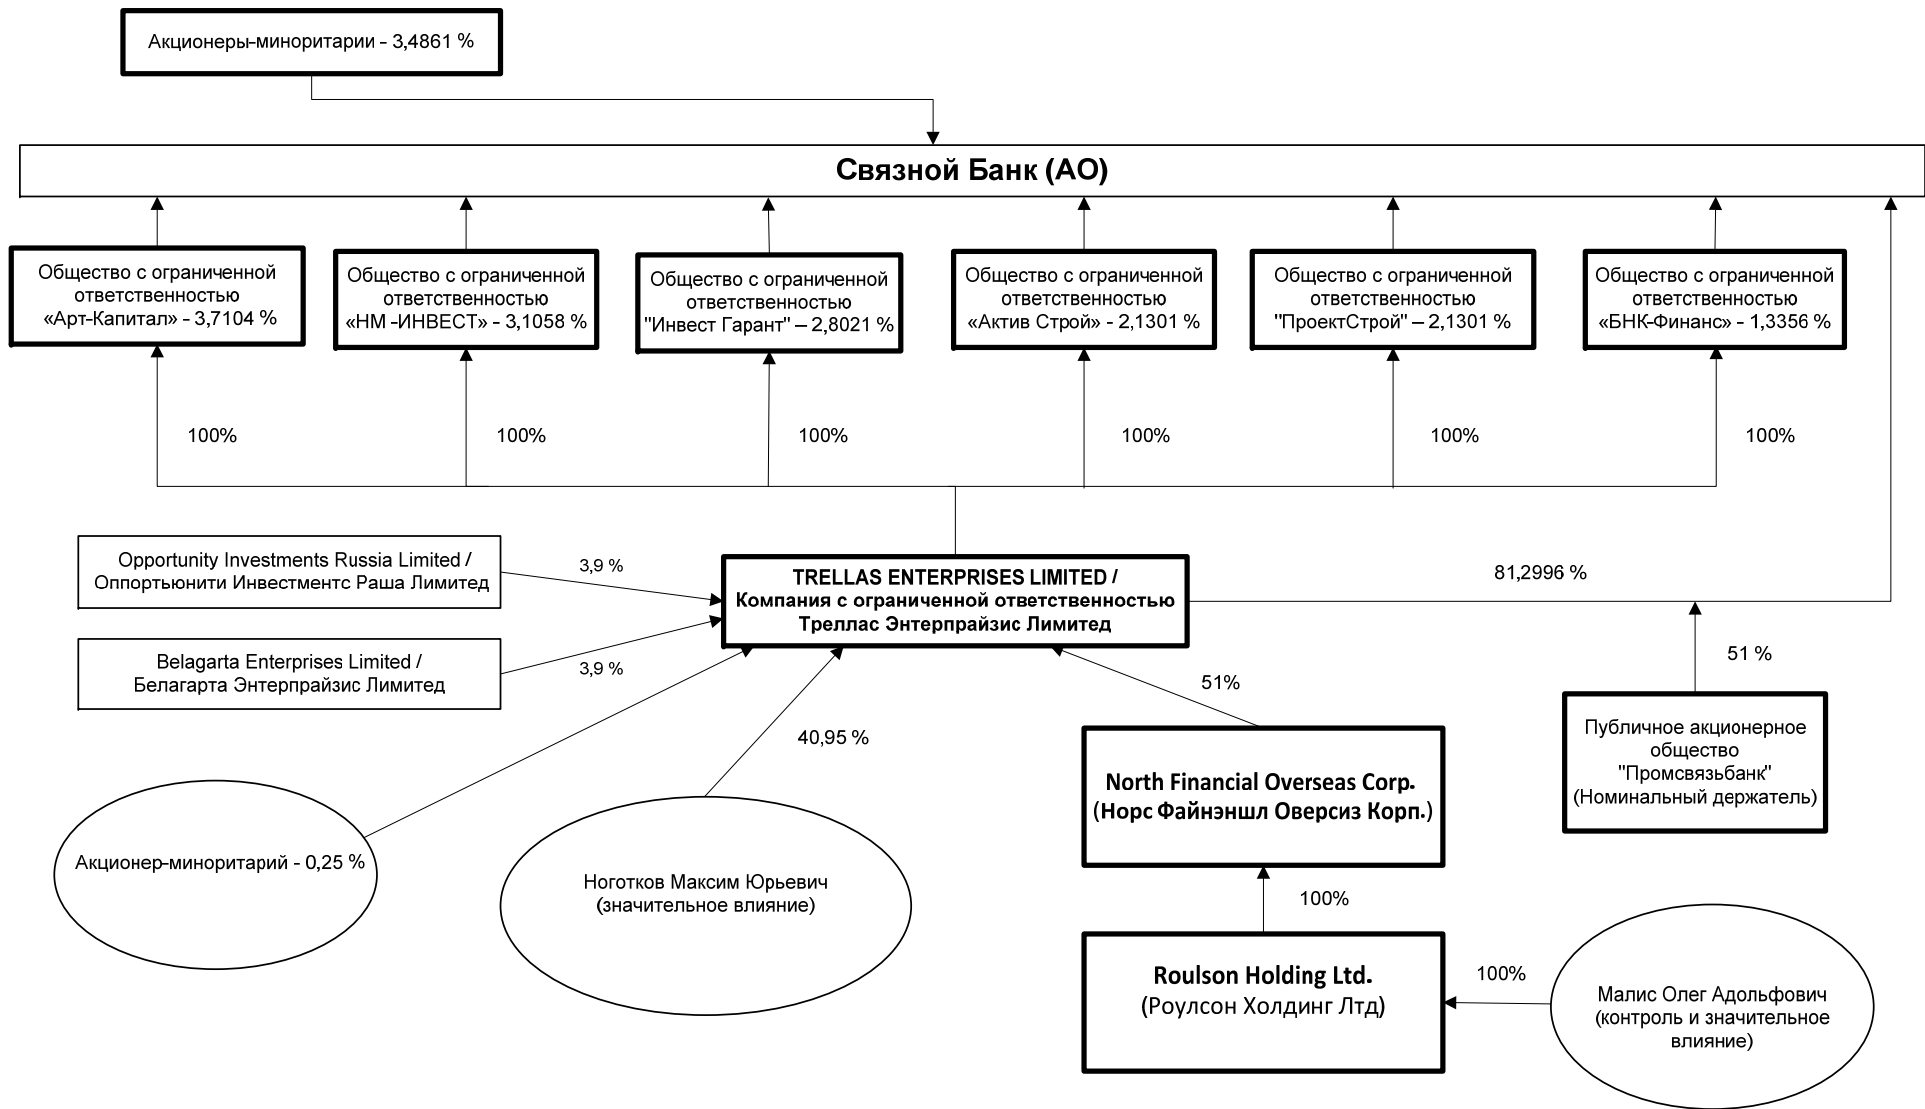 Акционеры-миноритарии - 3,4861 %
Связной Банк (АО)
Общество с ограниченной
ответственностью
«Арт-Капитал» - 3,7104 %
Общество с ограниченной
ответственностью
«НМ -ИНВЕСТ» - 3,1058 %
Общество с ограниченной
ответственностью
"Инвест Гарант" – 2,8021 %
Общество с ограниченной
ответственностью
«Актив Строй» - 2,1301 %
Общество с ограниченной
ответственностью
"ПроектСтрой" – 2,1301 %
Общество с ограниченной
ответственностью
«БНК-Финанс» - 1,3356 %
100%
100%
100%
100%
100%
100%
Opportunity Investments Russia Limited /
Оппортьюнити Инвестментс Раша Лимитед
3,9 %
TRELLAS ENTERPRISES LIMITED /
Компания с ограниченной ответственностью
Треллас Энтерпрайзис Лимитед
81,2996 %
Belagarta Enterprises Limited /
Белагарта Энтерпрайзис Лимитед
3,9 %
51%
51 %
40,95 %
Публичное акционерное
общество
"Промсвязьбанк"
(Номинальный держатель)
North Financial Overseas Corp.
(Норс Файнэншл Оверсиз Корп.)
Акционер-миноритарий - 0,25 %
Ноготков Максим Юрьевич
(значительное влияние)
100%
Roulson Holding Ltd.
(Роулсон Холдинг Лтд)
100%
Малис Олег Адольфович
(контроль и значительное
влияние)